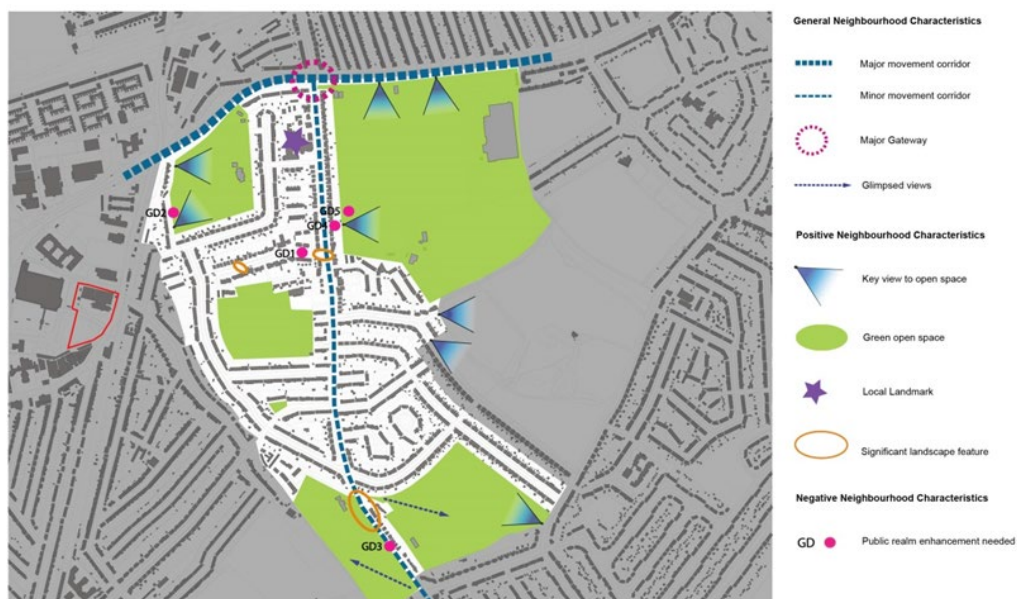 General Neighbourhood Characteristics
Major movement corridor
Minor movement corridor
Major Gateway
Glimpsed views
Positive Neighbourhood Characteristics
Key view to open space
Green open space
Local Landmark
Significant landscape feature
Negative Neighbourhood Characteristics
GD
Public realm enhancement needed
GD2
GD5
GD4
GD1
GD3